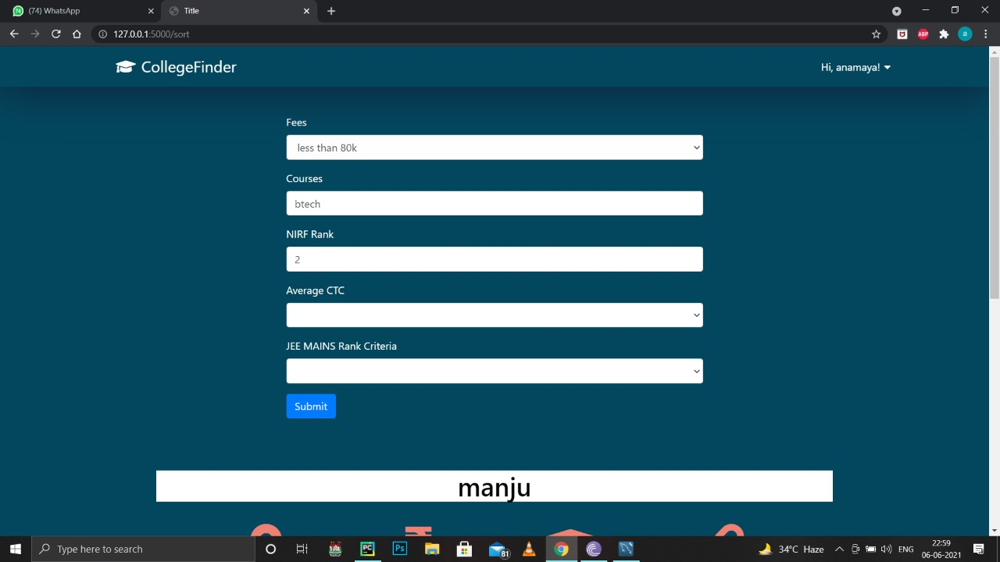 (74) WhatsApp
Title
127.0.0.1:5000/sort
ABP
a
CollegeFinder
Hi, anamaya!
Fees
less than 80k
Courses
btech
NIRF Rank
2
Average CTC
JEE MAINS Rank Criteria
Submit
manju
Type here to search
PC
Ps
81
34°C Haze
ENG
22:59
06-06-2021